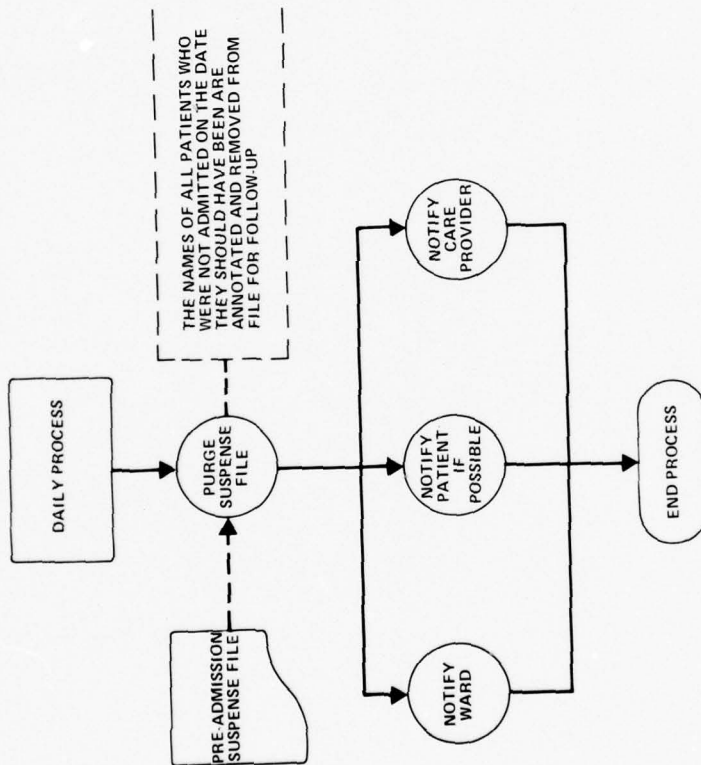 DAILY PROCESS
PRE-ADMISSION
SUSPENSE FILE
PURGE
SUSPENSE
FILE
THE NAMES OF ALL PATIENTS WHO
WERE NOT ADMITTED ON THE DATE
THEY SHOULD HAVE BEEN ARE
ANNOTATED AND REMOVED FROM
FILE FOR FOLLOW-UP
NOTIFY
WARD
NOTIFY
PATIENT
IF
POSSIBLE
NOTIFY
CARE
PROVIDER
END PROCESS